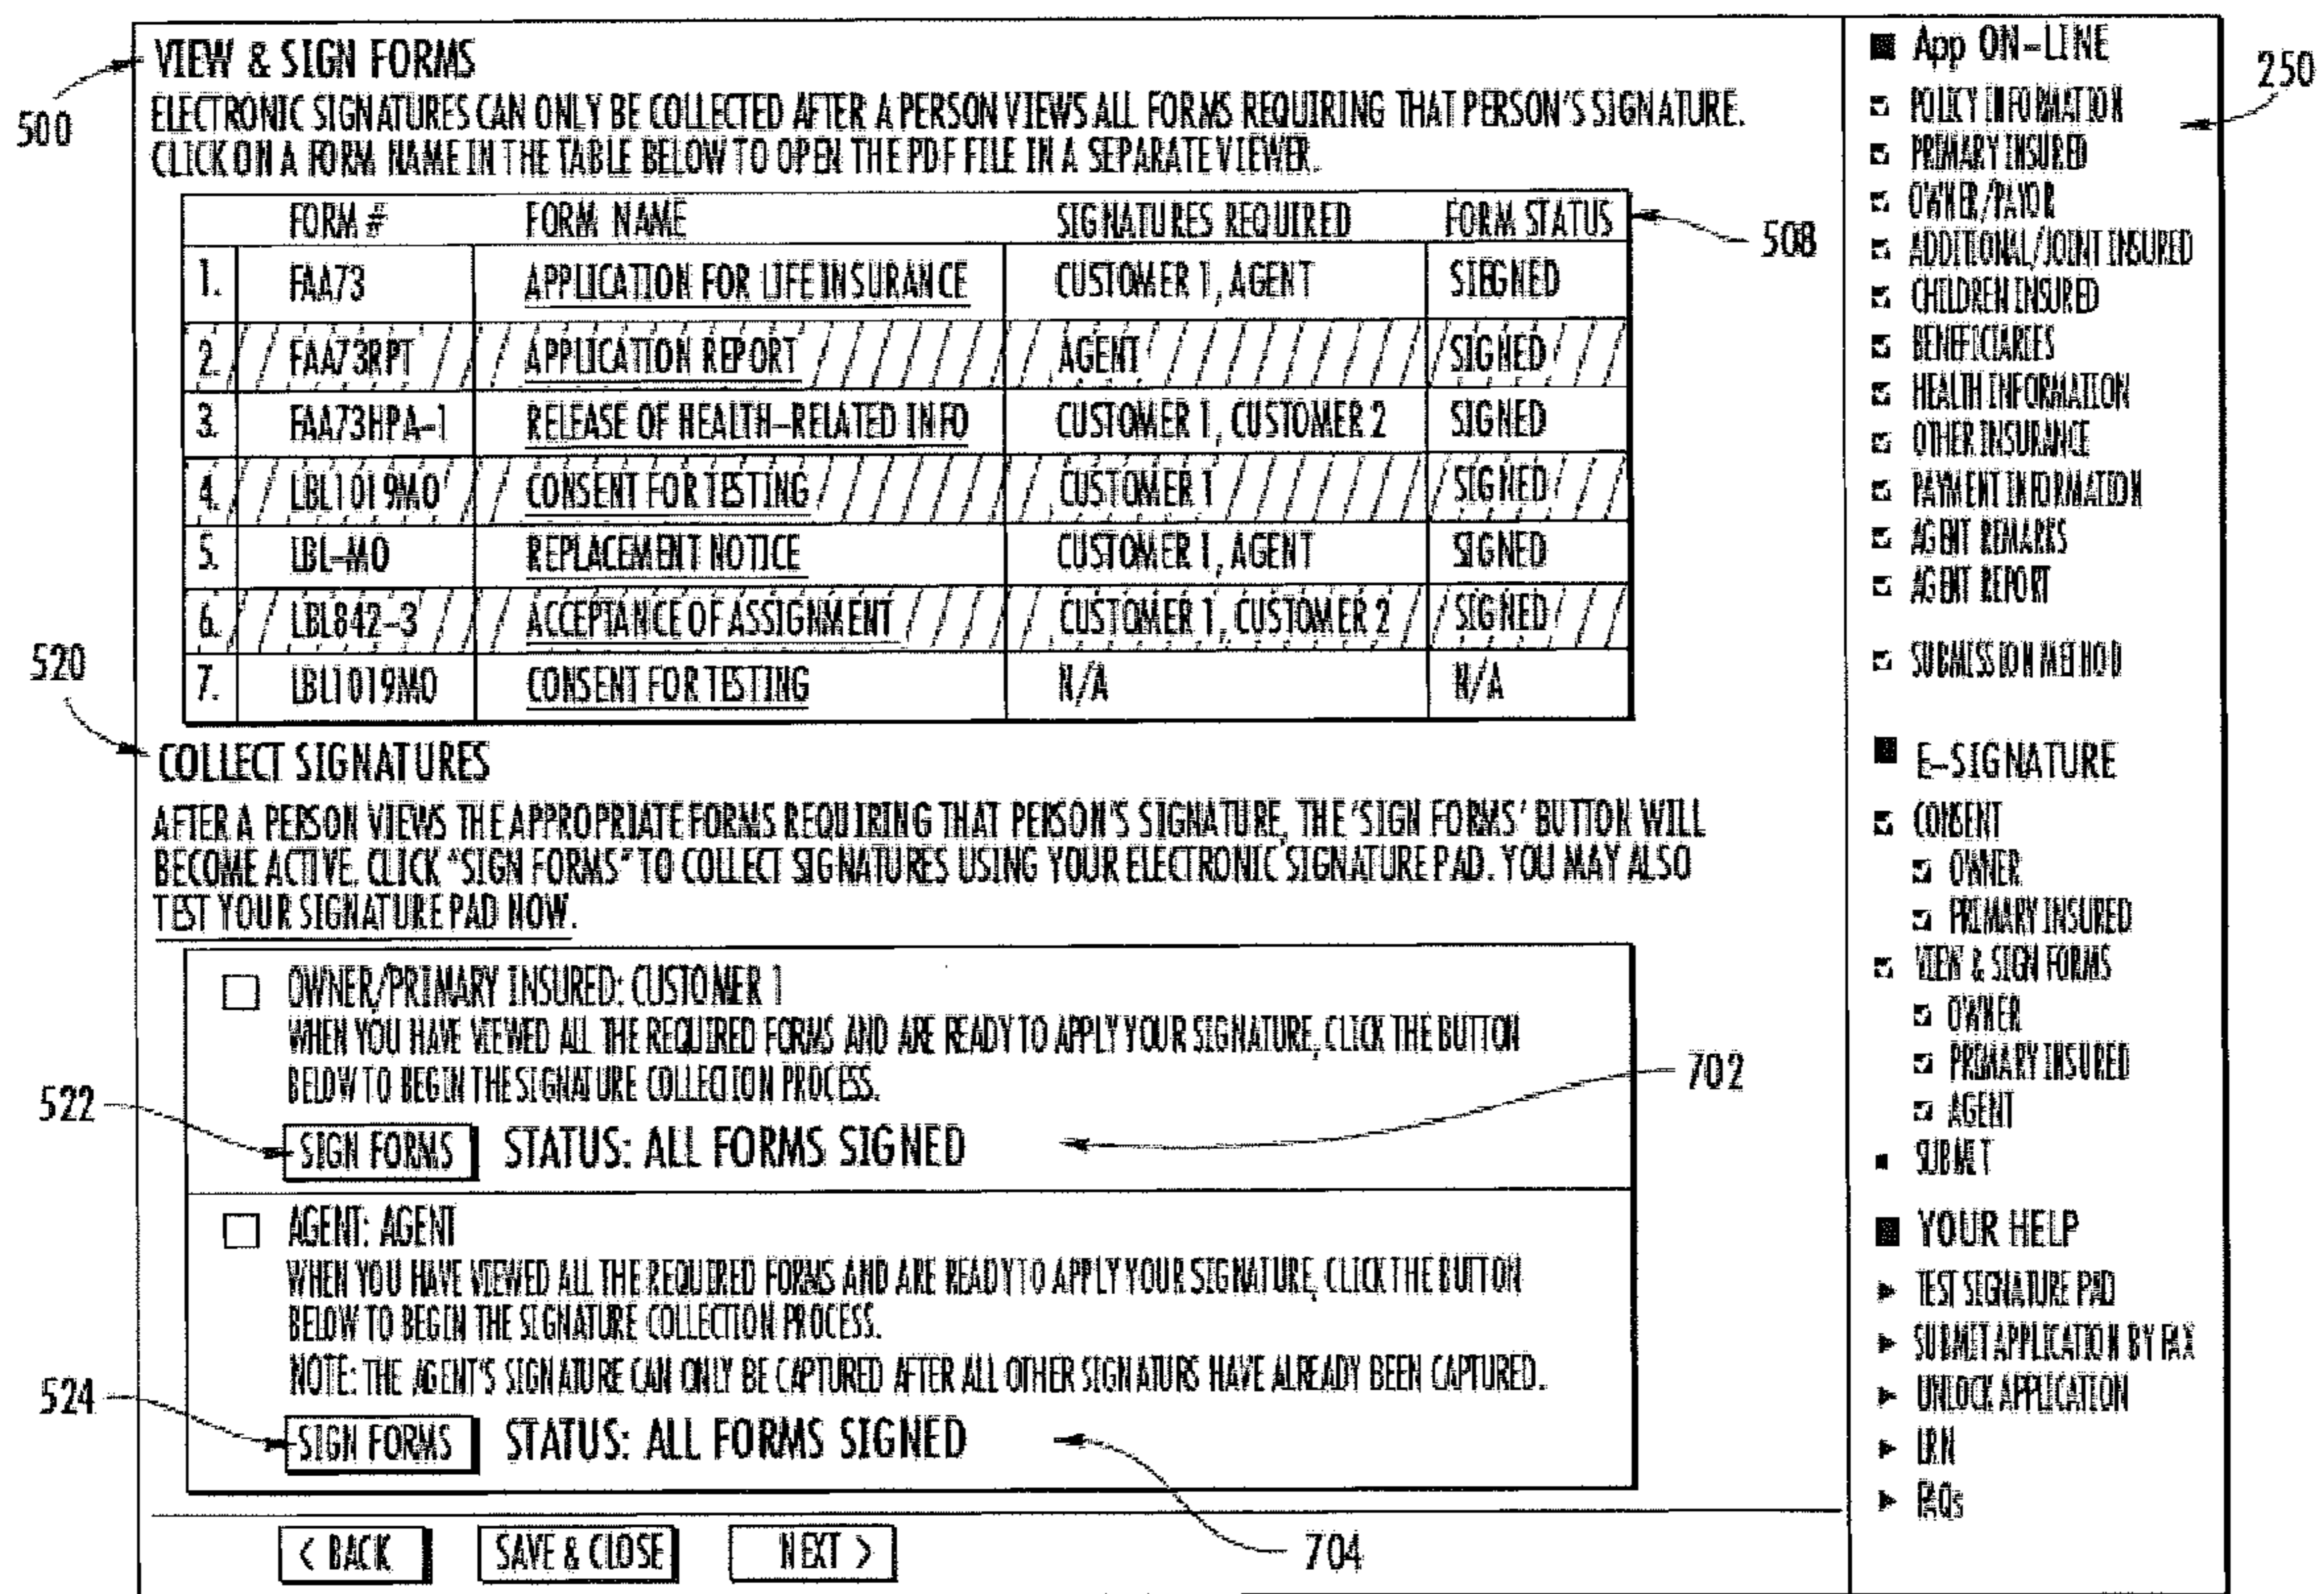 VIEW & SIGN FORMS
500
ELECTRONIC SIGNATURES CAN ONLY BE COLLECTED AFTER A PERSON VIEWS ALL FORMS REQUIRING THAT PERSON'S SIGNATURE.
CLICK ON A FORM NAME IN THE TABLE BELOW TO OPEN THE PDF FILE IN A SEPARATE VIEWER.
FORM # FORM NAME SIGNATURES REQUIRED FORM STATUS
508
1. FAA73 APPLICATION FOR LIFE INSURANCE CUSTOMER 1, AGENT SIEGNED
2. FAA73RPT APPLICATION REPORT AGENT SIGNED
3. FAA73HPA-1 RELEASE OF HEALTH-RELATED INFO CUSTOMER 1, CUSTOMER 2 SIGNED
4. LBL1019MO CONSENT FOR TESTING CUSTOMER 1 SIGNED
5. LBL-MO REPLACEMENT NOTICE CUSTOMER 1, AGENT SIGNED
6. LBL842-3 ACCEPTANCE OF ASSIGNMENT CUSTOMER 1, CUSTOMER 2 SIGNED
7. LBL1019MO CONSENT FOR TESTING N/A N/A
520
COLLECT SIGNATURES
AFTER A PERSON VIEWS THE APPROPRIATE FORMS REQUIRING THAT PERSON'S SIGNATURE, THE 'SIGN FORMS' BUTTON WILL
BECOME ACTIVE. CLICK "SIGN FORMS" TO COLLECT SIGNATURES USING YOUR ELECTRONIC SIGNATURE PAD. YOU MAY ALSO
TEST YOUR SIGNATURE PAD NOW.
OWNER/PRIMARY INSURED: CUSTOMER 1
WHEN YOU HAVE VIEWED ALL THE REQUIRED FORMS AND ARE READY TO APPLY YOUR SIGNATURE, CLICK THE BUTTON
BELOW TO BEGIN THE SIGNATURE COLLECTION PROCESS.
702
522
SIGN FORMS STATUS: ALL FORMS SIGNED
AGENT: AGENT
WHEN YOU HAVE VIEWED ALL THE REQUIRED FORMS AND ARE READY TO APPLY YOUR SIGNATURE, CLICK THE BUTTON
BELOW TO BEGIN THE SIGNATURE COLLECTION PROCESS.
NOTE: THE AGENT'S SIGNATURE CAN ONLY BE CAPTURED AFTER ALL OTHER SIGNATURS HAVE ALREADY BEEN CAPTURED.
524
SIGN FORMS STATUS: ALL FORMS SIGNED
704
< BACK SAVE & CLOSE NEXT >
App ON-LINE
250
POLICY INFORMATION
PRIMARY INSURED
OWNER/PAYOR
ADDITIONAL/JOINT INSURED
CHILDREN INSURED
BENEFICIARIES
HEALTH INFORMATION
OTHER INSURANCE
PAYMENT INFORMATION
AGENT REMARKS
AGENT REPORT
SUBMISSION METHOD
E-SIGNATURE
CONSENT
OWNER
PRIMARY INSURED
VIEW & SIGN FORMS
OWNER
PRIMARY INSURED
AGENT
SUBMIT
YOUR HELP
TEST SIGNATURE PAD
SUBMIT APPLICATION BY FAX
UNLOCK APPLICATION
FAQs